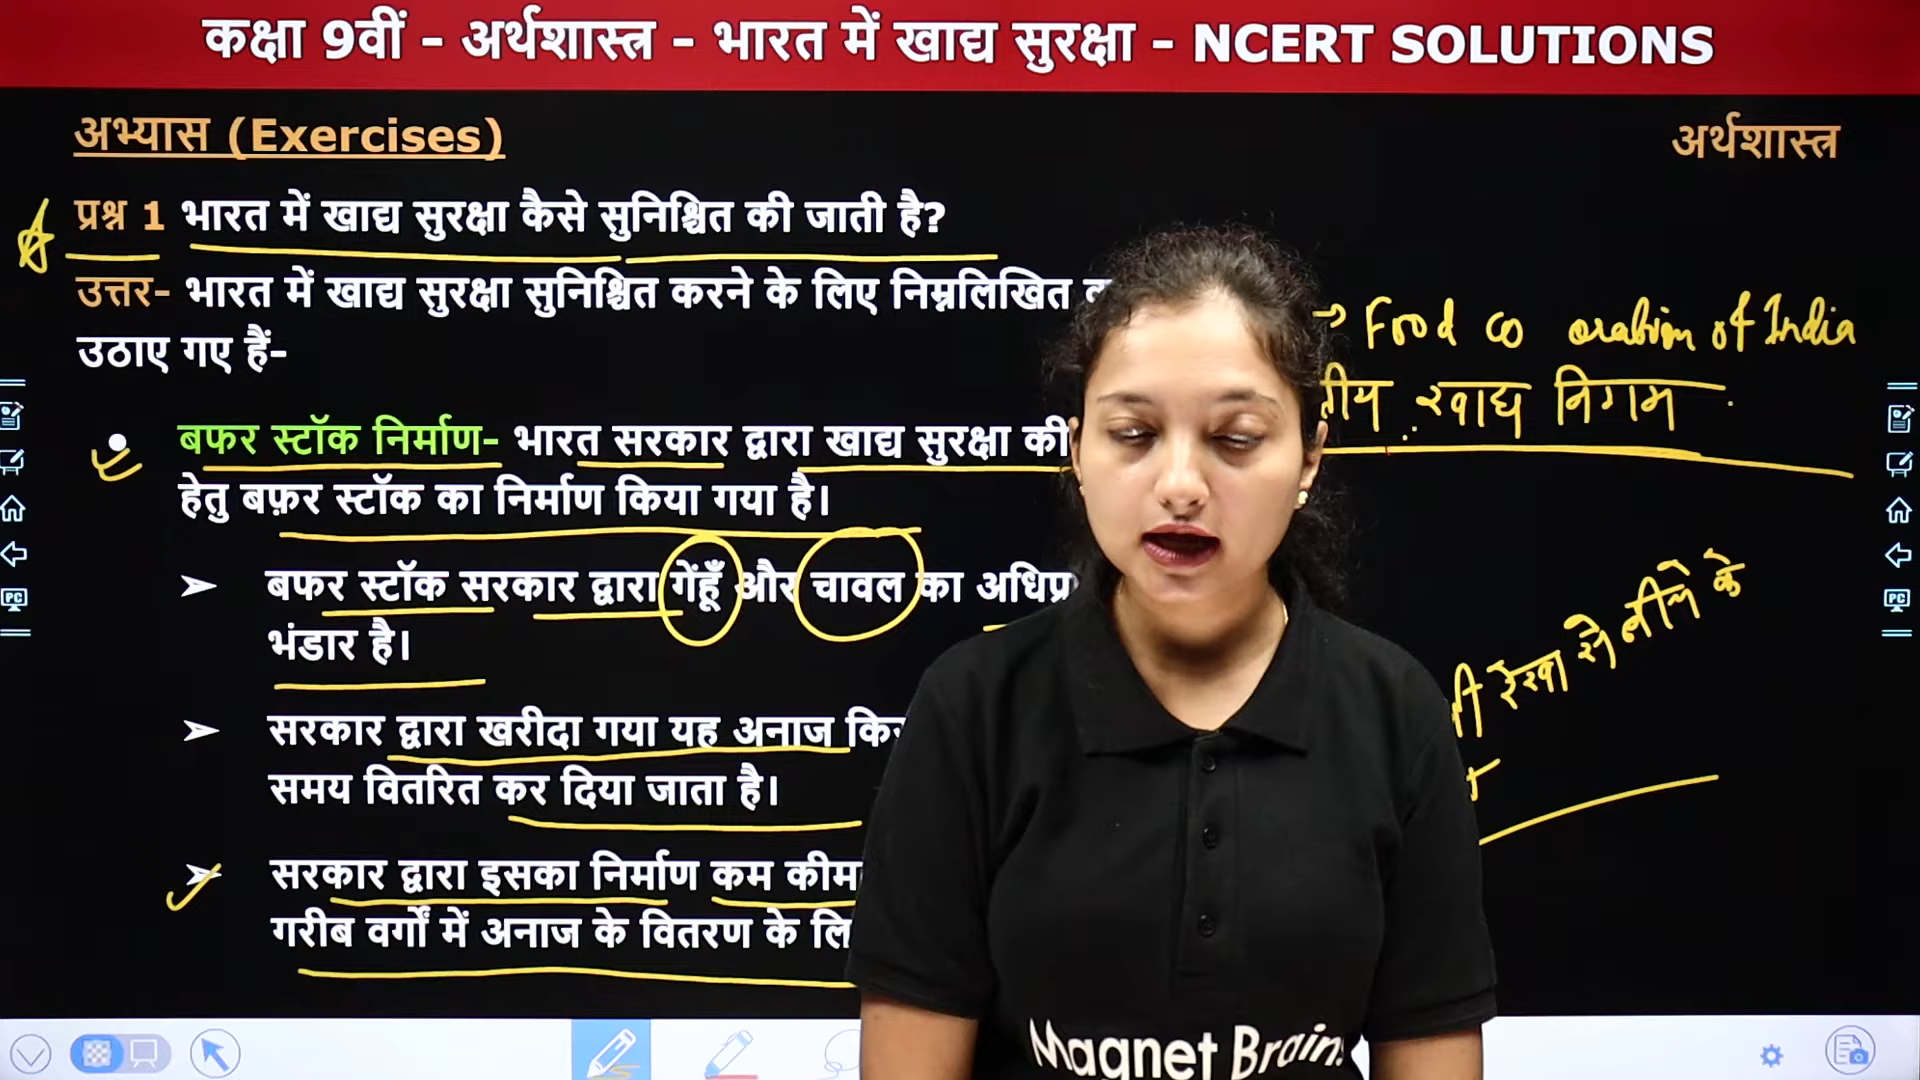 कक्षा 9वीं - अर्थशास्त्र - भारत में खाद्य सुरक्षा - NCERT SOLUTIONS
अभ्यास (Exercises)
अर्थशास्त्र
प्रश्न 1 भारत में खाद्य सुरक्षा कैसे सुनिश्चित की जाती है?
उत्तर- भारत में खाद्य सुरक्षा सुनिश्चित करने के लिए निम्नलिखित
उठाए गए हैं-
बफर स्टॉक निर्माण- भारत सरकार द्वारा खाद्य सुरक्षा की
हेतु बफ़र स्टॉक का निर्माण किया गया है।
बफर स्टॉक सरकार द्वारा गेंहूँ और चावल का
भंडार है।
सरकार द्वारा खरीदा गया यह अनाज
समय वितरित कर दिया जाता है।
सरकार द्वारा इसका निर्माण कम
गरीब वर्गों में अनाज के वितरण के
→ Food co oration of India
खाद्य निगम
रेखा से नीचे के
Magnet Brains
PC
PC